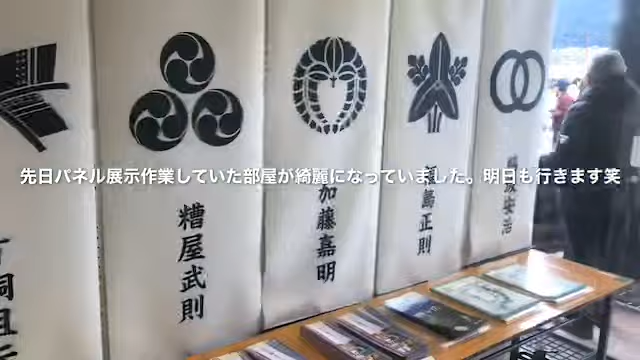 先日パネル展示作業していた部屋が綺麗になっていました。明日も行きます笑
糟屋武則
加藤嘉明
福島正則
安治